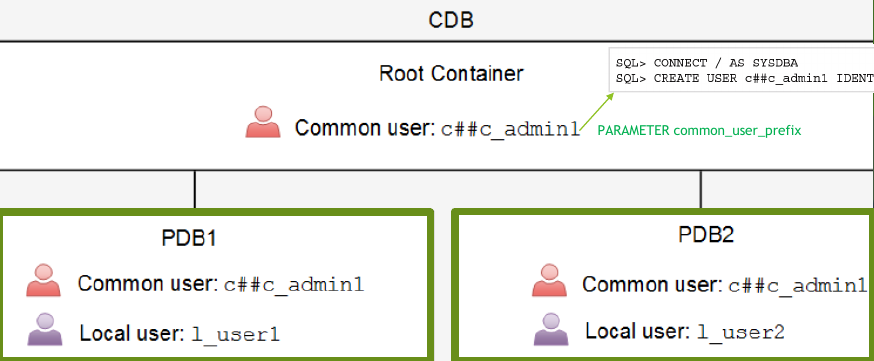 CDB
Root Container
SQL> CONNECT / AS SYSDBA
SQL> CREATE USER c##c_admin1 IDENT
Common user: c##c_admin1
PARAMETER common_user_prefix
PDB1
Common user: c##c_admin1
Local user: l_user1
PDB2
Common user: c##c_admin1
Local user: l_user2